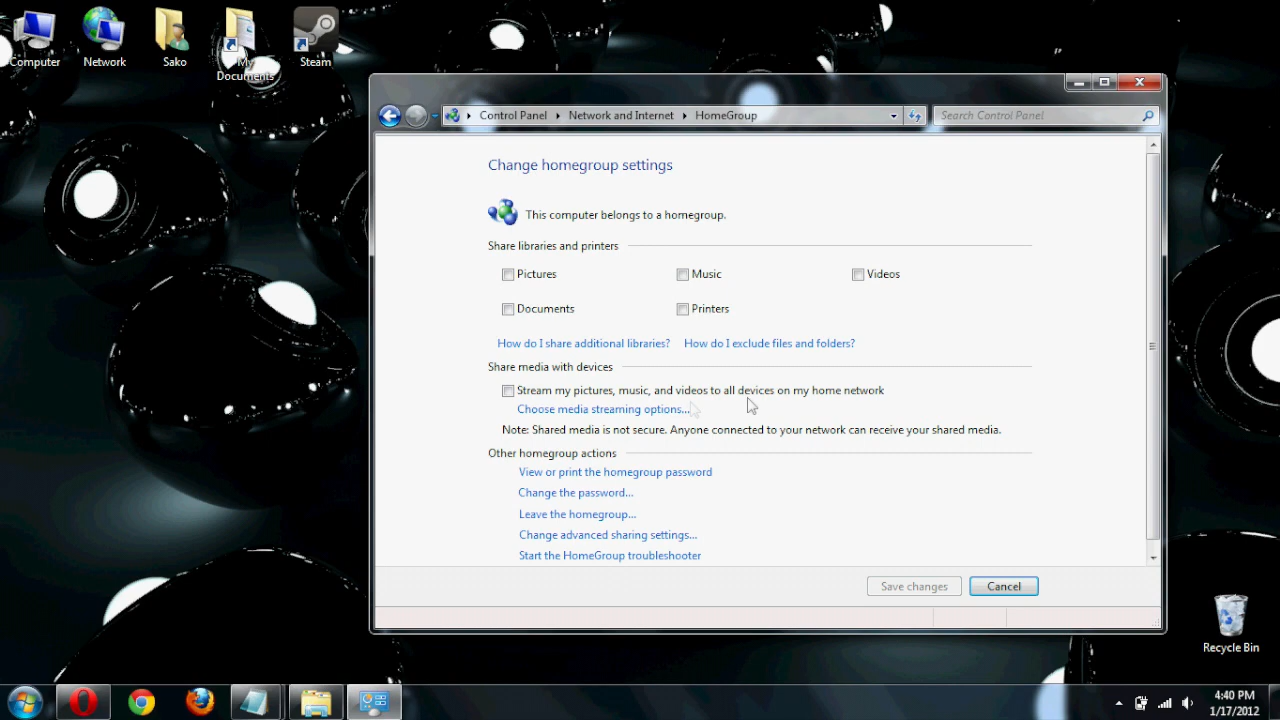 Computer
Network
Sako
My Documents
Steam
Control Panel Network and Internet HomeGroup
Search Control Panel
Change homegroup settings
This computer belongs to a homegroup.
Share libraries and printers
Pictures Music Videos
Documents Printers
How do I share additional libraries? How do I exclude files and folders?
Share media with devices
Stream my pictures, music, and videos to all devices on my home network
Choose media streaming options...
Note: Shared media is not secure. Anyone connected to your network can receive your shared media.
Other homegroup actions
View or print the homegroup password
Change the password...
Leave the homegroup...
Change advanced sharing settings...
Start the HomeGroup troubleshooter
Save changes Cancel
Recycle Bin
4:40 PM
1/17/2012